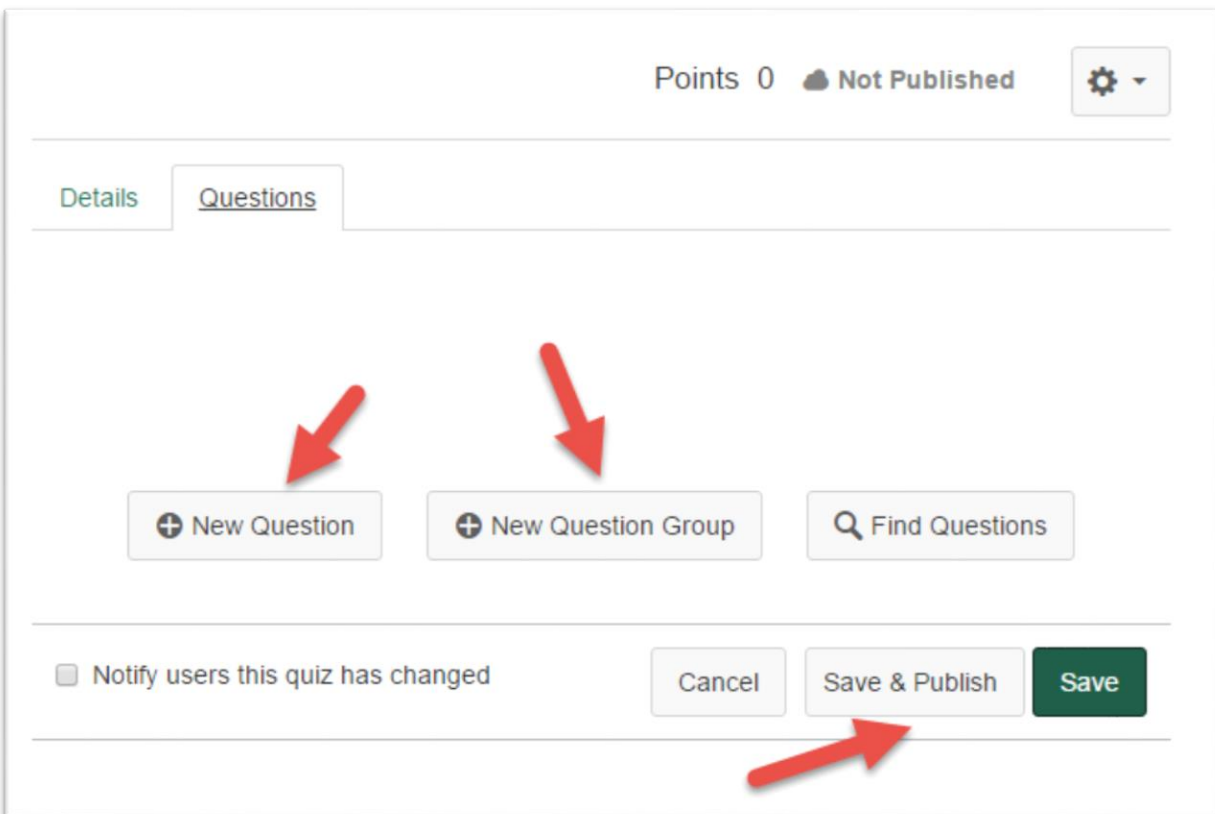 Points 0 Not Published
Details Questions
New Question New Question Group Find Questions
Notify users this quiz has changed Cancel Save & Publish Save